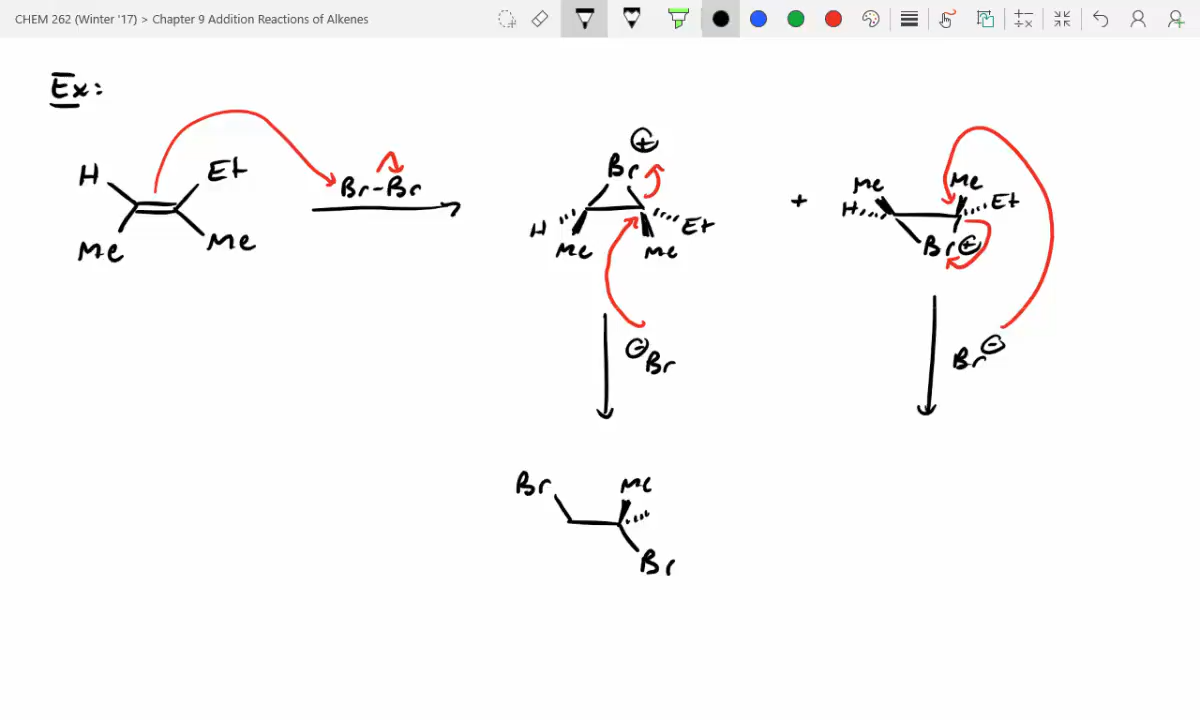 CHEM 262 (Winter '17) > Chapter 9 Addition Reactions of Alkenes
Ex:
H Et
Me Me
Br-Br
⊕
Br
H Me Me Et
⊖Br
+
Me Me
H Et
Br⊕
Br⊖
Br Me
Br